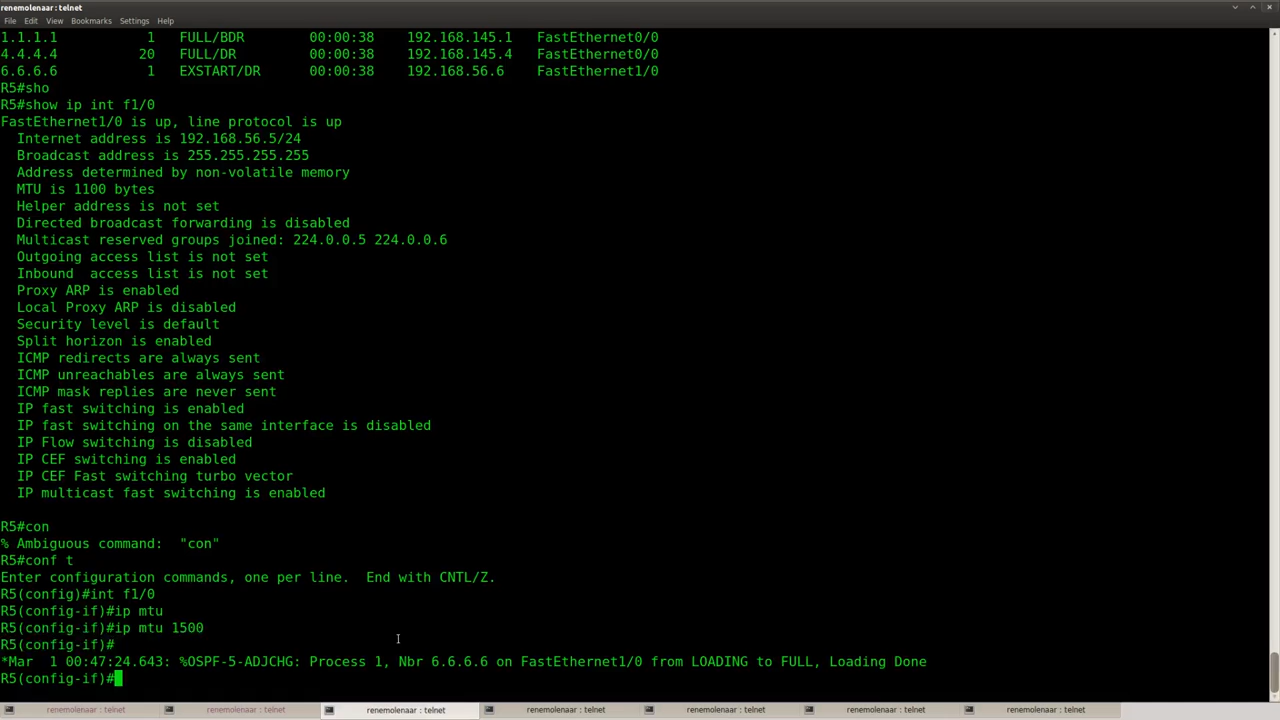 renemolenaar : telnet
File Edit View Bookmarks Settings Help
1.1.1.1 1 FULL/BDR 00:00:38 192.168.145.1 FastEthernet0/0
4.4.4.4 20 FULL/DR 00:00:38 192.168.145.4 FastEthernet0/0
6.6.6.6 1 EXSTART/DR 00:00:38 192.168.56.6 FastEthernet1/0
R5#sho
R5#show ip int f1/0
FastEthernet1/0 is up, line protocol is up
Internet address is 192.168.56.5/24
Broadcast address is 255.255.255.255
Address determined by non-volatile memory
MTU is 1100 bytes
Helper address is not set
Directed broadcast forwarding is disabled
Multicast reserved groups joined: 224.0.0.5 224.0.0.6
Outgoing access list is not set
Inbound  access list is not set
Proxy ARP is enabled
Local Proxy ARP is disabled
Security level is default
Split horizon is enabled
ICMP redirects are always sent
ICMP unreachables are always sent
ICMP mask replies are never sent
IP fast switching is enabled
IP fast switching on the same interface is disabled
IP Flow switching is disabled
IP CEF switching is enabled
IP CEF Fast switching turbo vector
IP multicast fast switching is enabled
R5#con
% Ambiguous command:  "con"
R5#conf t
Enter configuration commands, one per line.  End with CNTL/Z.
R5(config)#int f1/0
R5(config-if)#ip mtu
R5(config-if)#ip mtu 1500
R5(config-if)#
*Mar  1 00:47:24.643: %OSPF-5-ADJCHG: Process 1, Nbr 6.6.6.6 on FastEthernet1/0 from LOADING to FULL, Loading Done
R5(config-if)#
renemolenaar : telnet renemolenaar : telnet renemolenaar : telnet renemolenaar : telnet renemolenaar : telnet renemolenaar : telnet renemolenaar : telnet